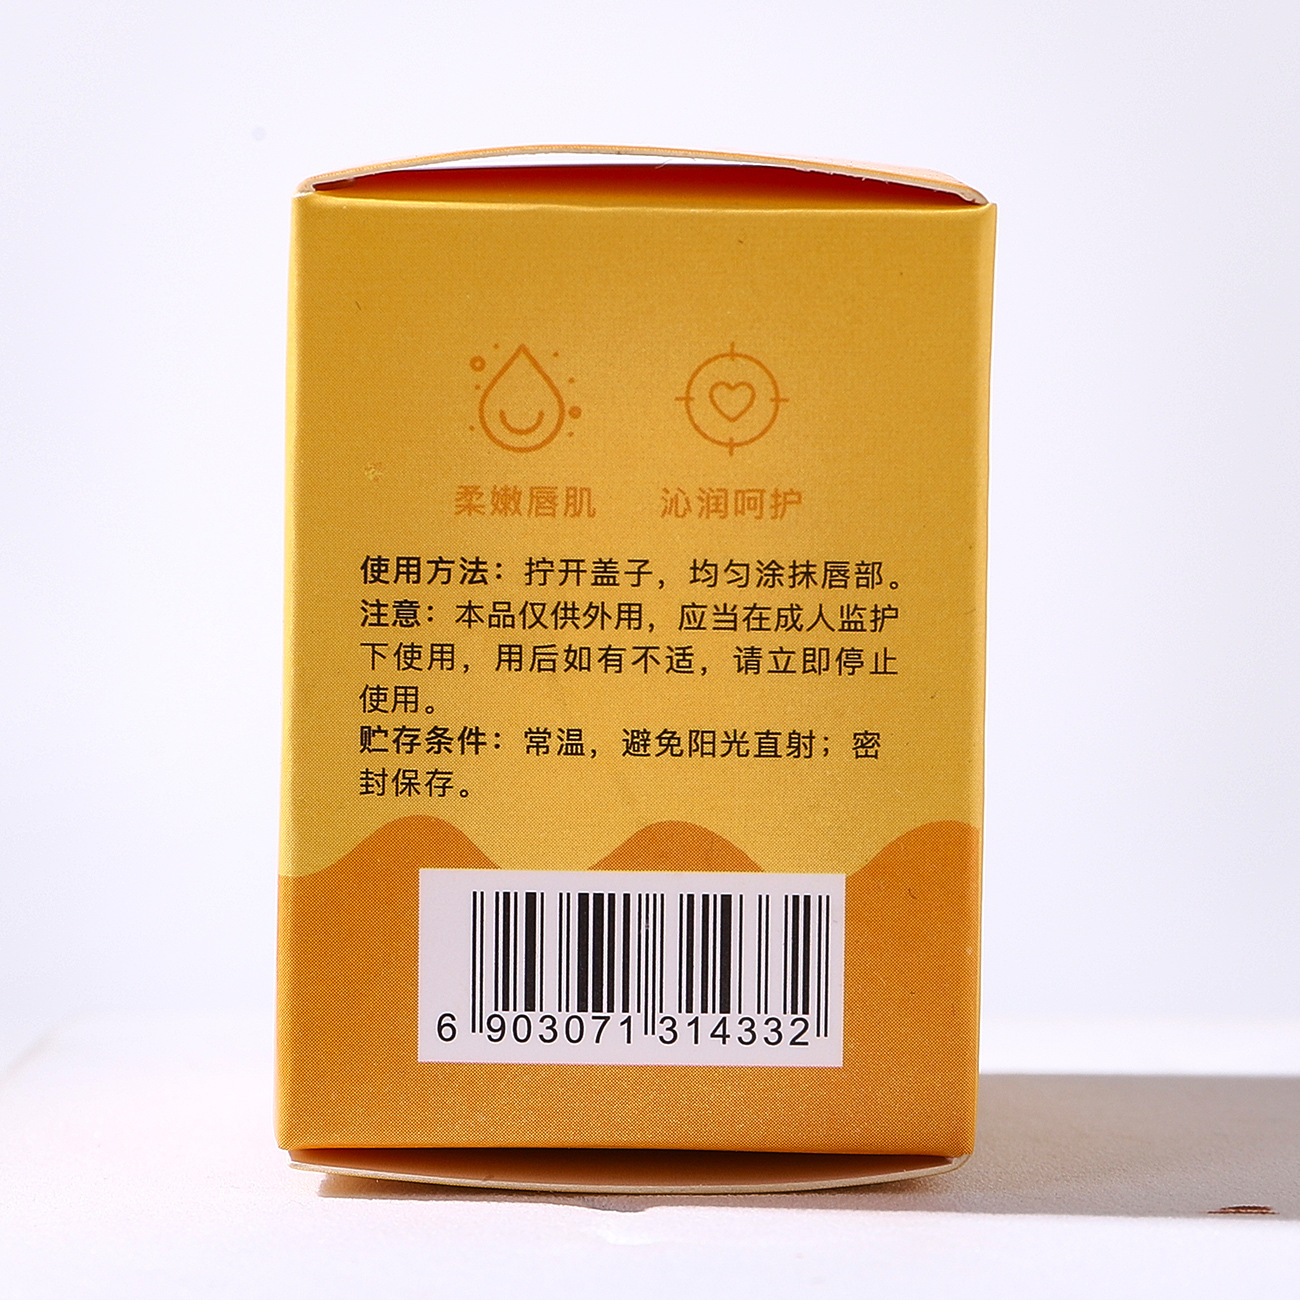 柔嫩唇肌 沁润呵护
使用方法：拧开盖子，均匀涂抹唇部。
注意：本品仅供外用，应当在成人监护
下使用，用后如有不适，请立即停止
使用。
贮存条件：常温，避免阳光直射；密
封保存。
6 903071 314332